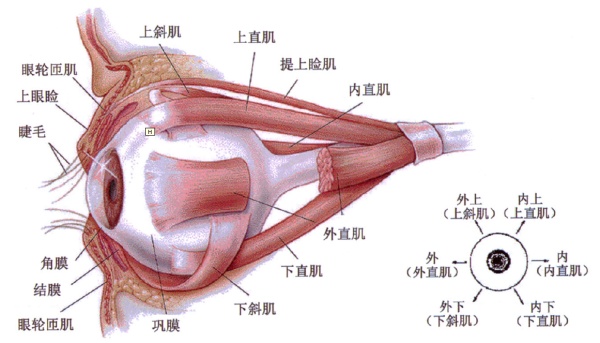 上斜肌
上直肌
提上睑肌
内直肌
眼轮匝肌
上眼睑
睫毛
H
角膜
结膜
眼轮匝肌
巩膜
下斜肌
下直肌
外直肌
外上
(上斜肌)
内上
(上直肌)
外
(外直肌)
内
(内直肌)
外下
(下斜肌)
内下
(下直肌)